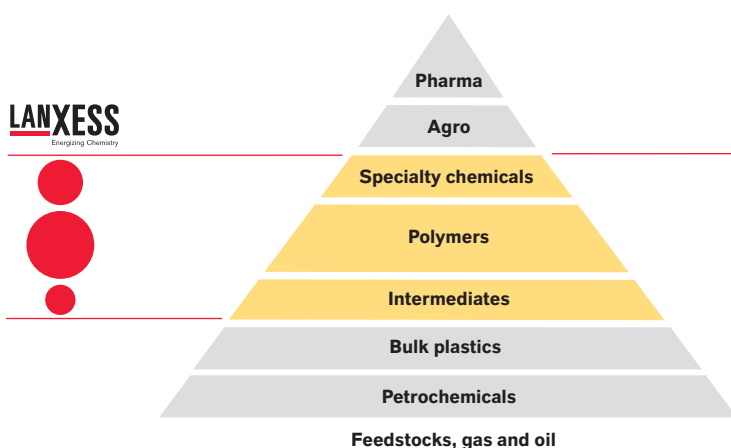 Pharma
LANXESS
Energizing Chemistry
Agro
Specialty chemicals
Polymers
Intermediates
Bulk plastics
Petrochemicals
Feedstocks, gas and oil